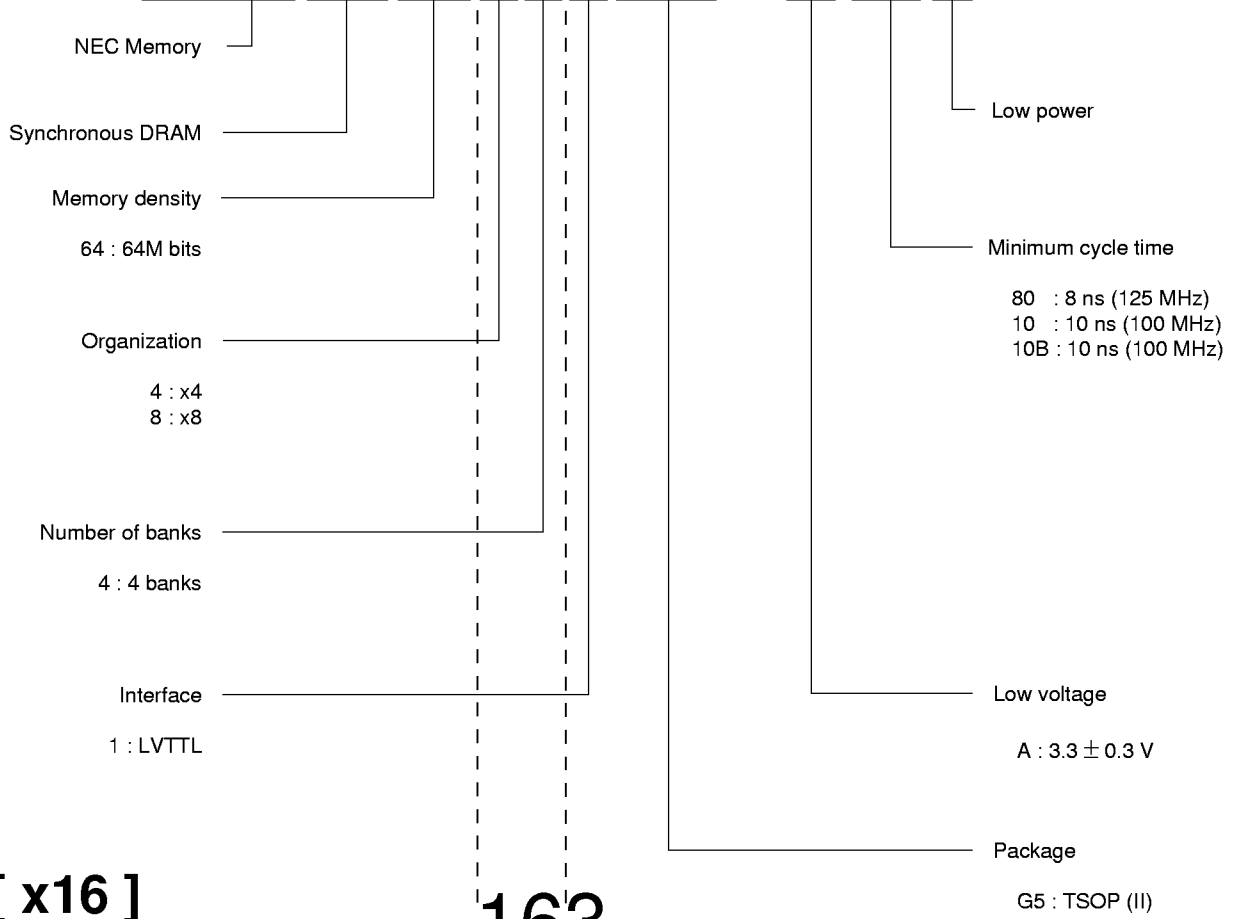 NEC Memory
Synchronous DRAM
Memory density
64 : 64M bits
Organization
4 : x4
8 : x8
Number of banks
4 : 4 banks
Interface
1 : LVTTL
Low power
Minimum cycle time
80 : 8 ns (125 MHz)
10 : 10 ns (100 MHz)
10B : 10 ns (100 MHz)
Low voltage
A : 3.3 ± 0.3 V
Package
G5 : TSOP (II)
[ x16 ]
163